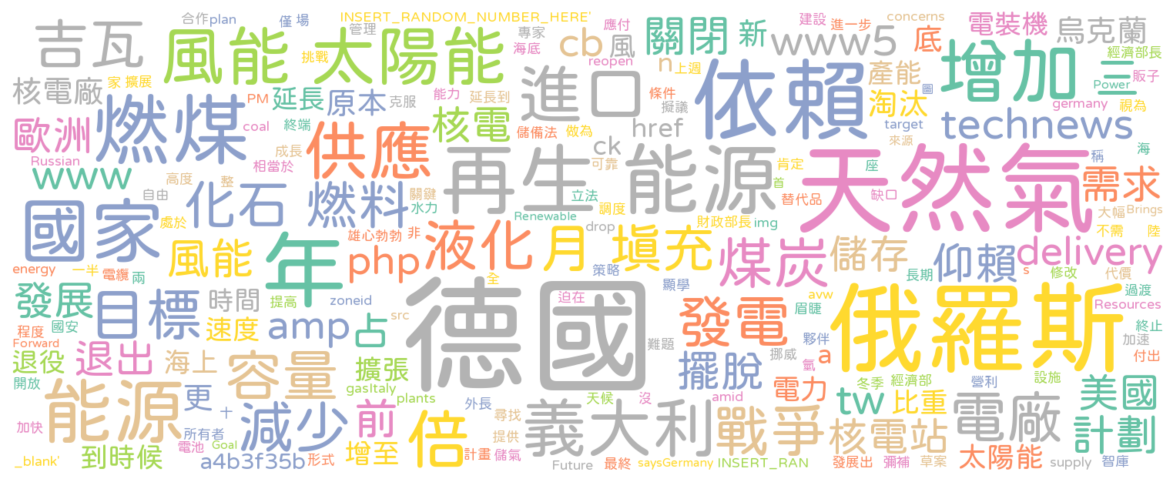 合作 plan 僅 場 INSERT_RANDOM_NUMBER_HERE' 應付 建設 進一步 concerns 電裝機 烏克蘭
吉瓦 風能 太陽能 管理 挑戰 專家 海底 cb 風 關閉 新 www5 底 增加 三 經濟部長
核電廠 家 擴展 延長 原本 克服 能力 延長到 進口 n reopen 上週 條件 擬議 依賴 產能 淘汰 圖 germany Power 販子 視為
歐洲 燃煤 PM coal 終端 供應 核電 儲備法 做為 href ck target 來源 technews
Russian www 相當於 成長 再生 能源 可靠 肯定 座 稱 海 天然氣 需求
國家 自由 高度 整 處於 化石 燃料 關鍵 水力 非 立法 首 替代品 缺口 大幅 Brings 不需 陸
風能 年 雄心勃勃 液化 Renewable drop 調度 財政部長 img 月 填充 煤炭 儲存 仰賴 delivery
energy 一半 電纜 兩 php 策略 顯學 長期 s 修改 代價 過渡
發展 目標 時間 提高 zoneid 全 迫在 德國 發電 avw 眉睫 俄羅斯 Resources
程度 國安 速度 amp 占 src 夥伴 終止
Forward 退役 退出 海上 擴張 難題 擺脫 挪威 氣 a 電力 加速 付出
開放 能源 容量 gasItaly plants 外長 天候 沒 amid tw 冬季 經濟部 營利 設施 美國
更 十 減少 前 倍 尋找 義大利 戰爭 比重 電廠
加快 所有者 電池 Goal 計畫 提供 核電站 計劃
_blank' 到時候 a4b3f35b 形式 增至 儲氣 Future 最終 saysGermany INSERT_RAN 發展出 彌補 草案 太陽能 supply 智庫